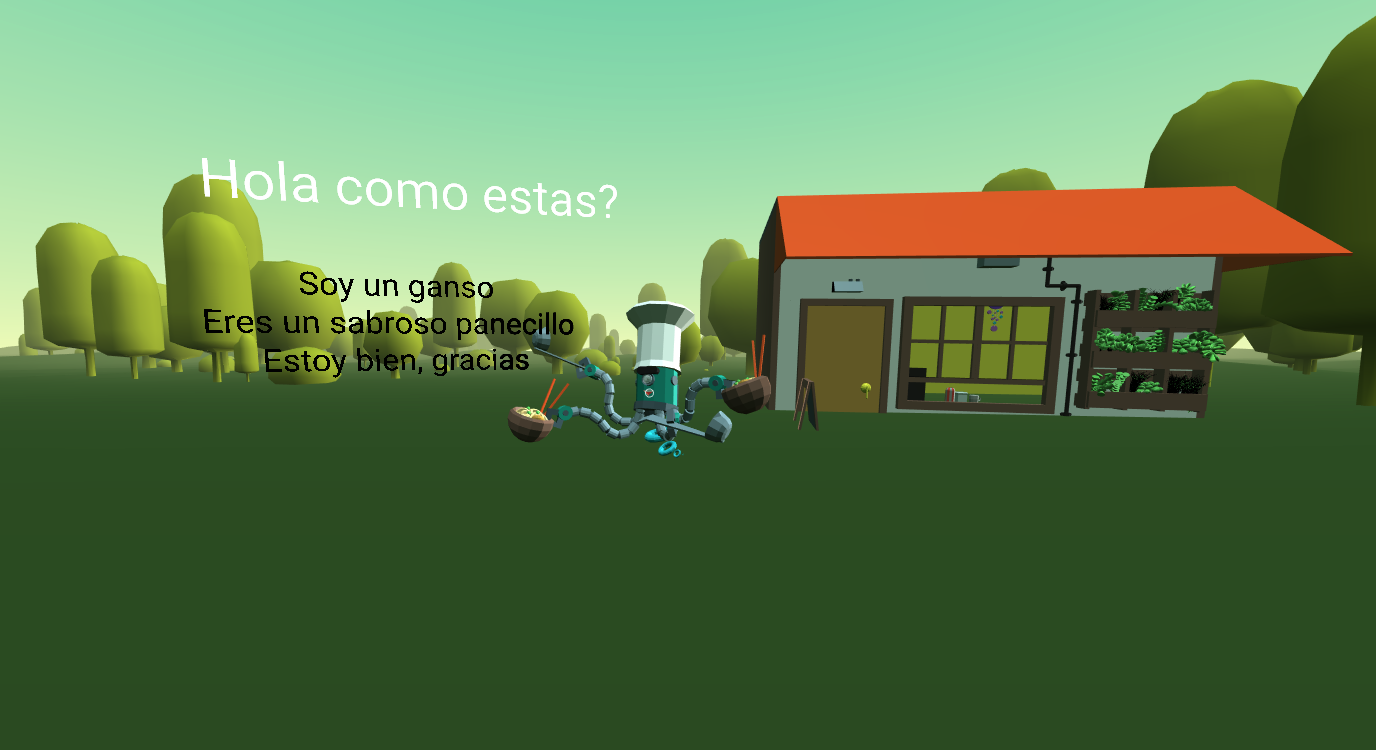 Hola como estas?
Soy un ganso
Eres un sabroso panecillo
Estoy bien, gracias